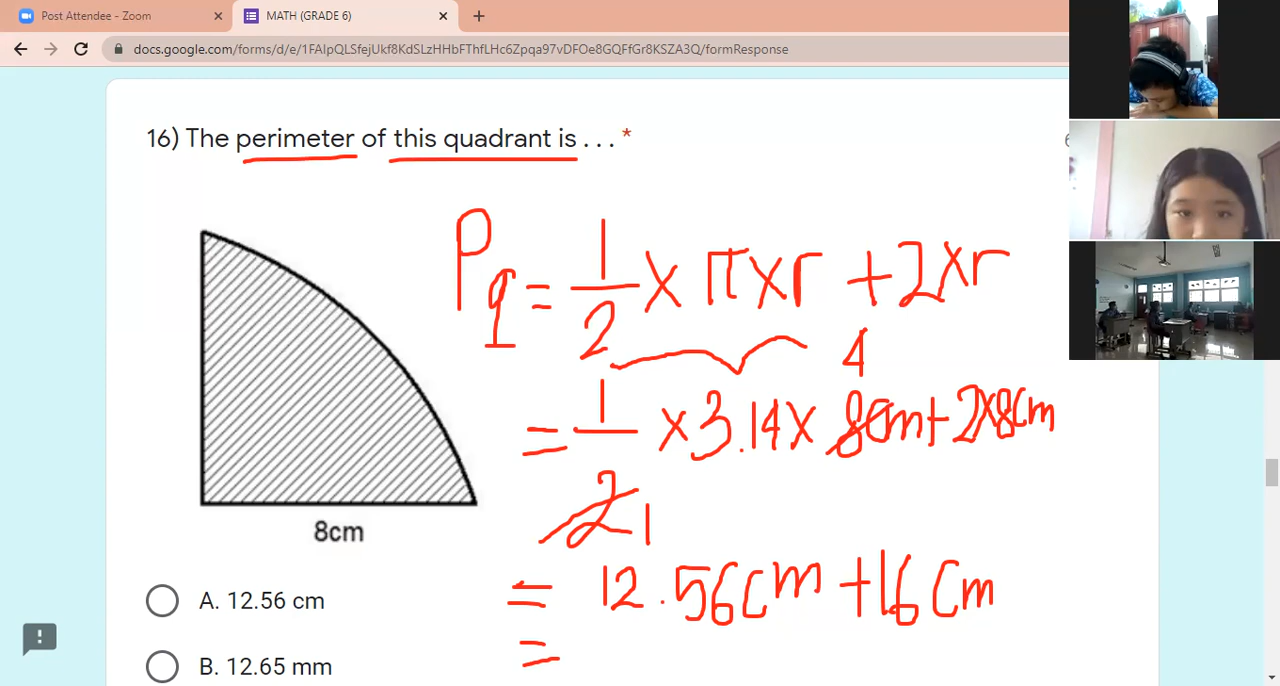 Post Attendee - Zoom
MATH (GRADE 6)
docs.google.com/forms/d/e/1FAIpQLSfejUkf8KdSLzHHbFThfLHc6Zpqa97vDFOe8GQFfGr8KSZA3Q/formResponse
16) The perimeter of this quadrant is . . . *
Pq = 1/2 x π x r + 2 x r
4
= 1/2 x 3.14 x 8cm + 2x8cm
1
= 12.56cm + 16cm
=
8cm
A. 12.56 cm
B. 12.65 mm